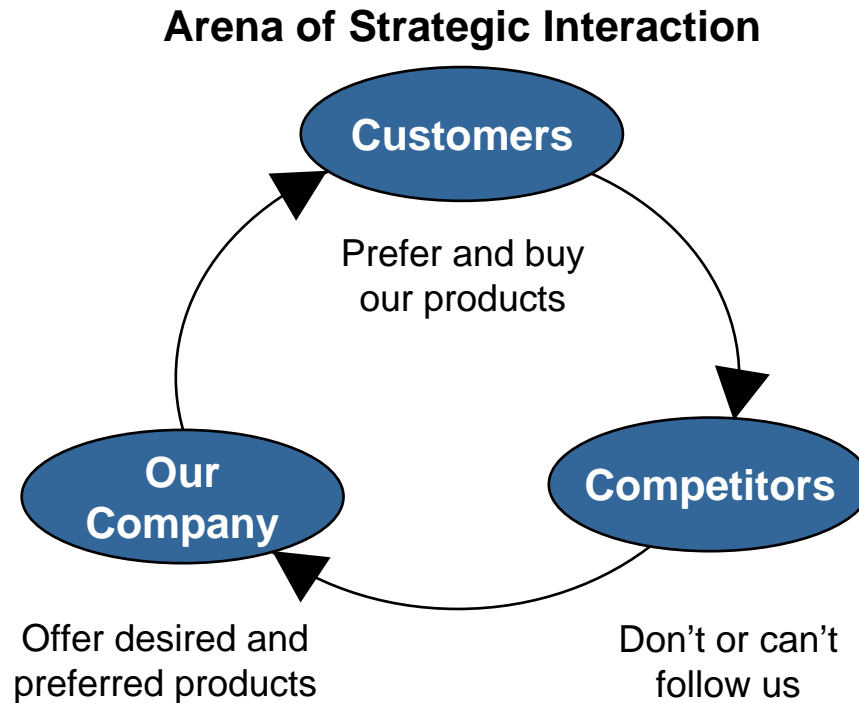 Arena of Strategic Interaction
Customers
Prefer and buy
our products
Our
Company
Competitors
Offer desired and
preferred products
Don’t or can’t
follow us